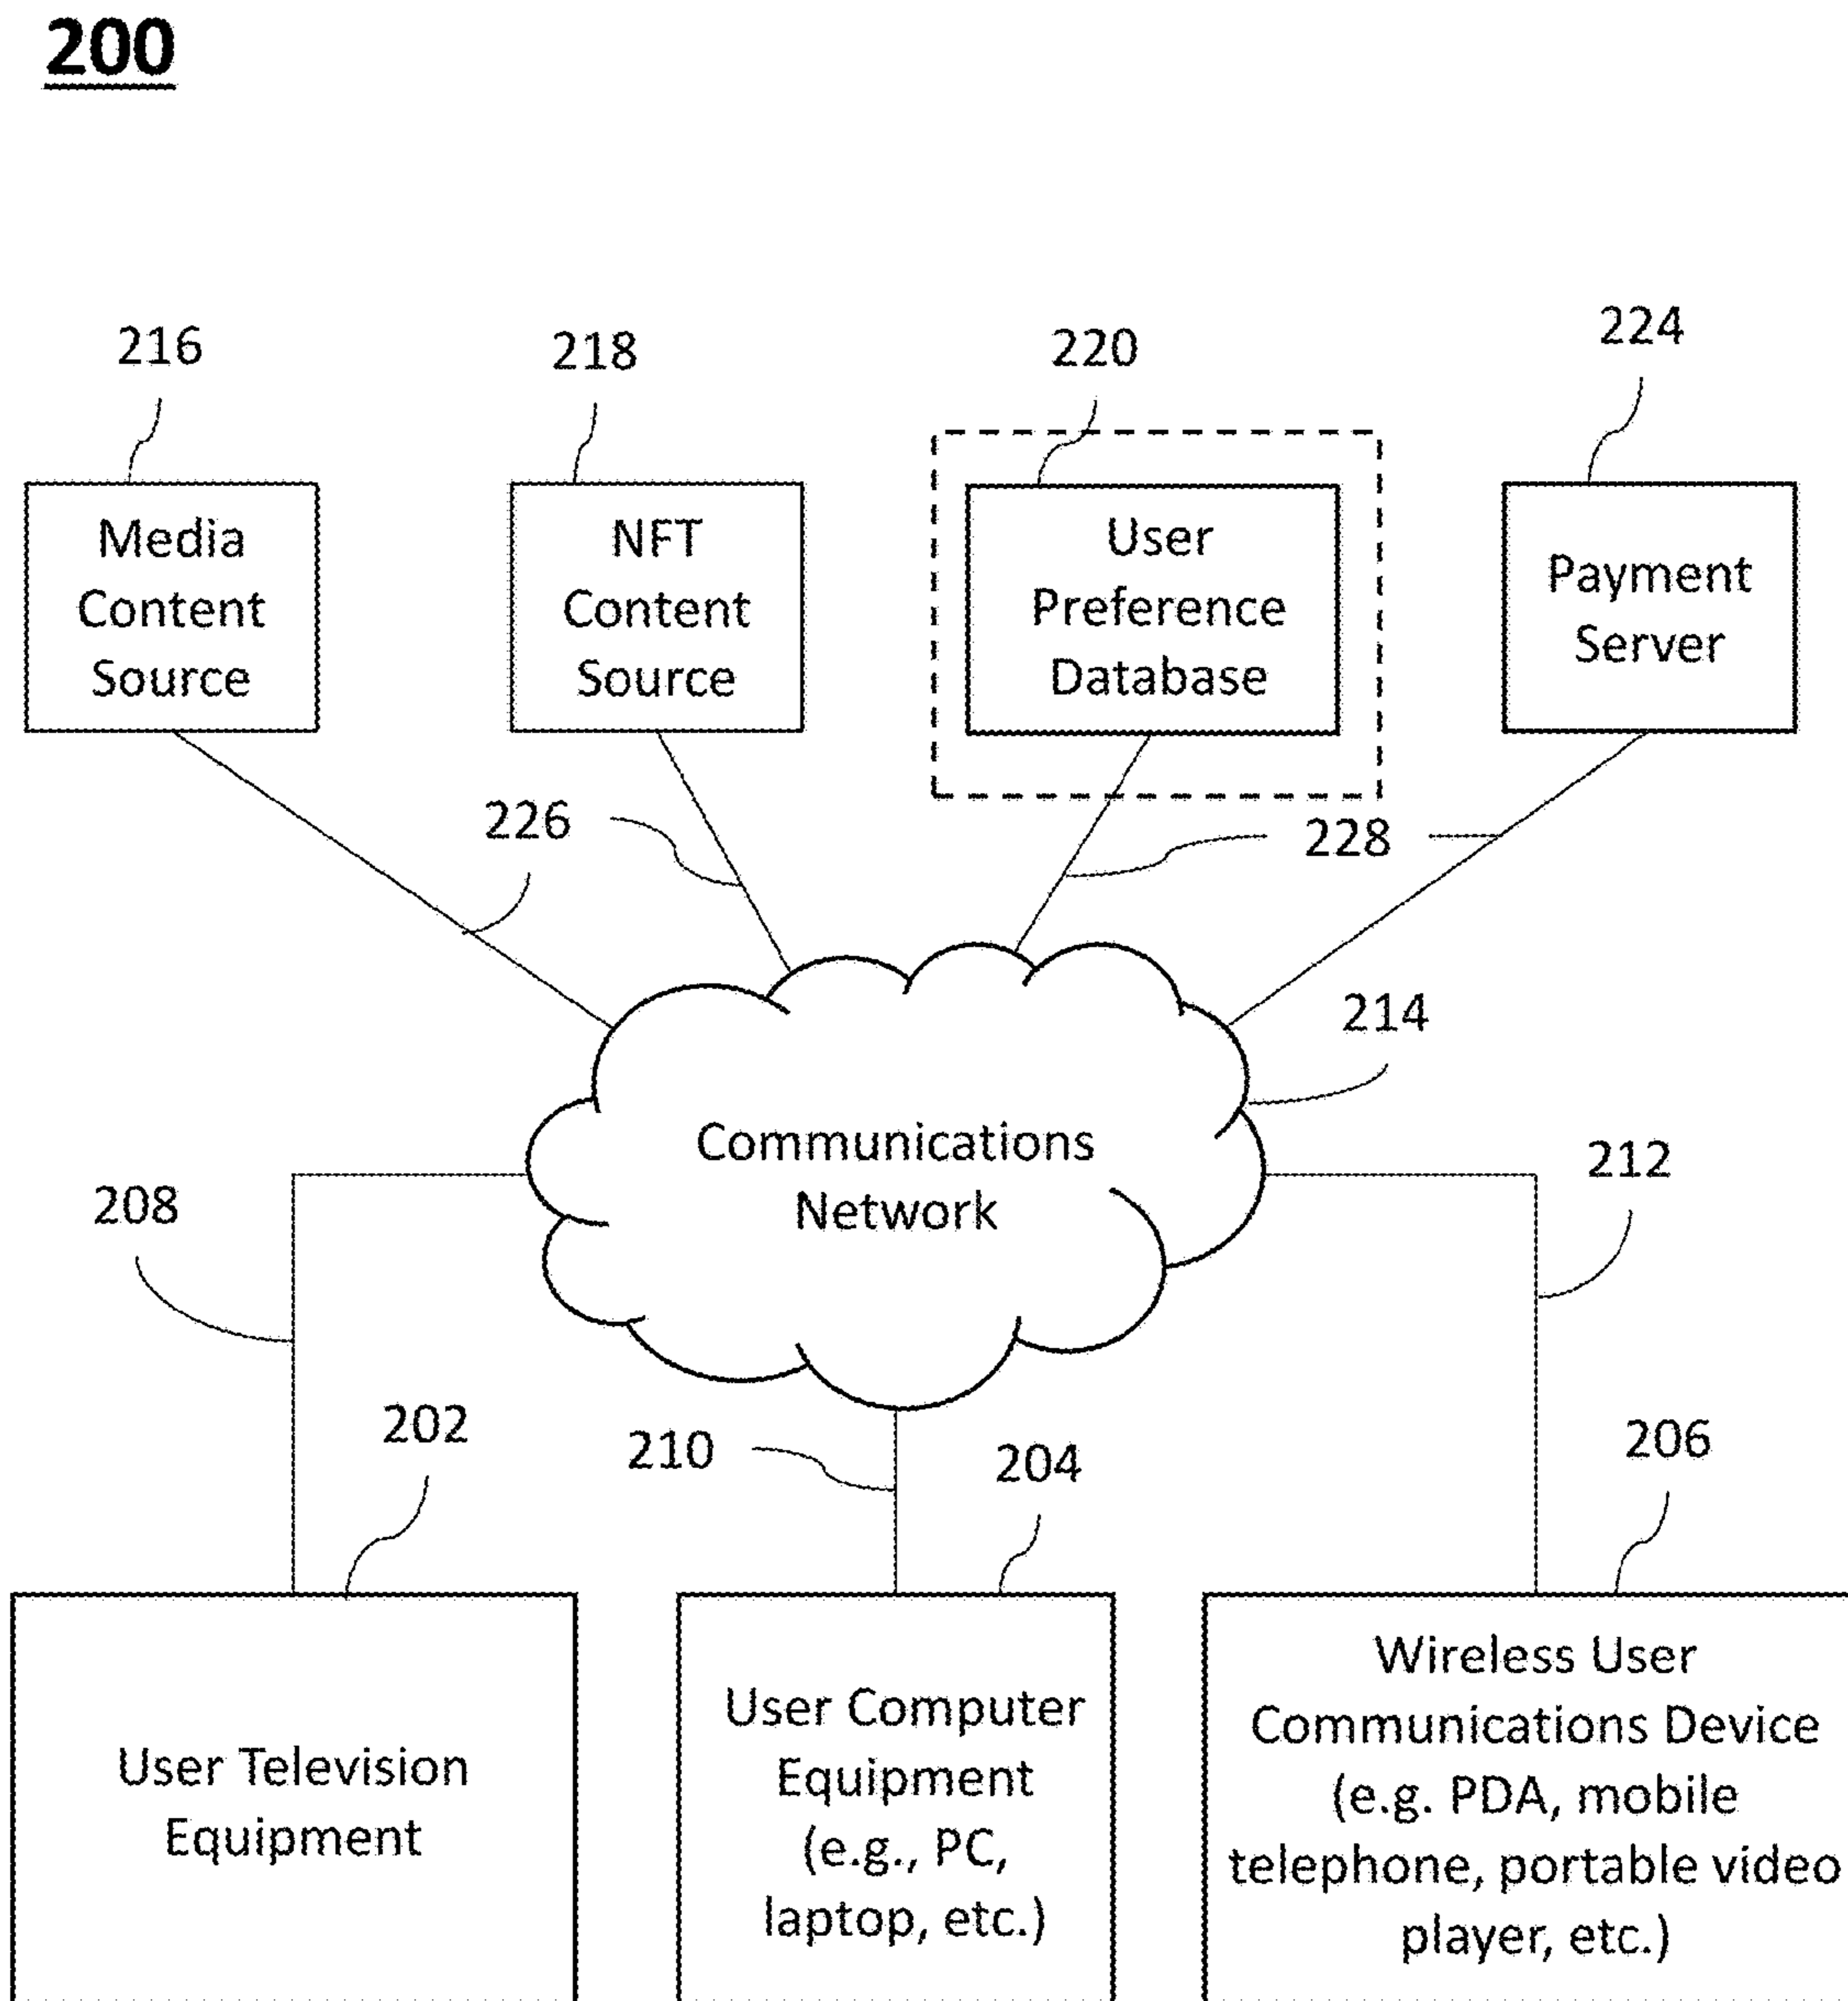 200
216
218
220
224
Media
Content
Source
NFT
Content
Source
User
Preference
Database
Payment
Server
226
228
214
Communications
Network
208
212
202
210
204
206
User Television
Equipment
User Computer
Equipment
(e.g., PC,
laptop, etc.)
Wireless User
Communications Device
(e.g. PDA, mobile
telephone, portable video
player, etc.)